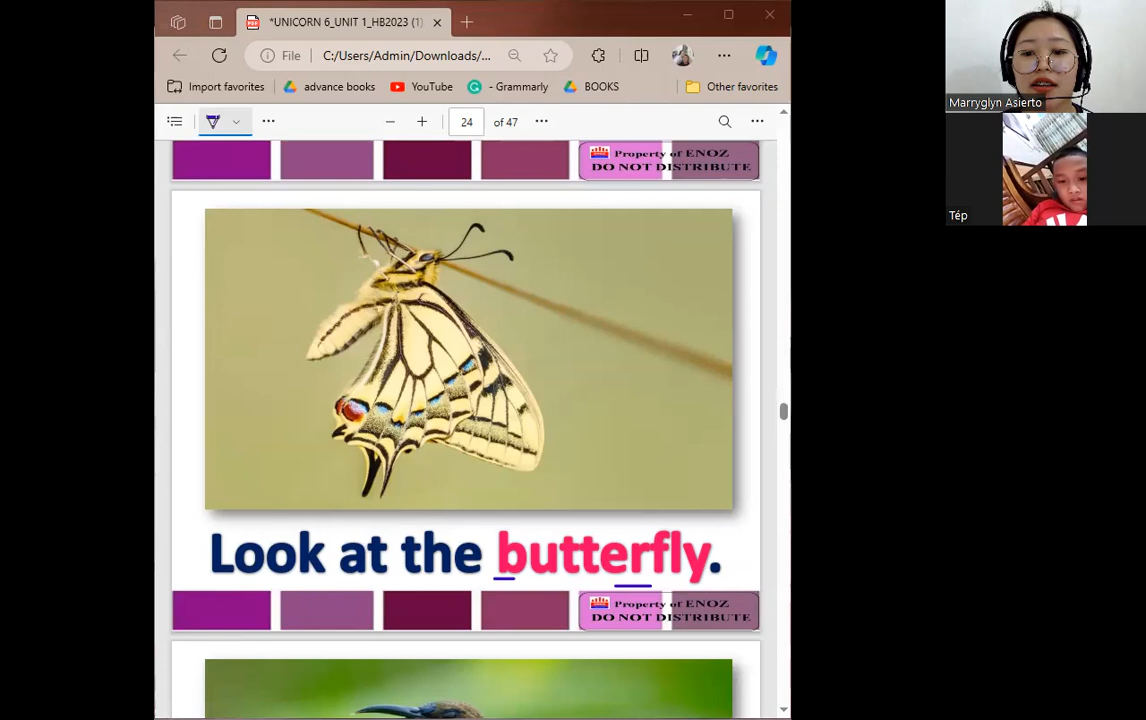 *UNICORN 6_UNIT 1_HB2023 (1)
File C:/Users/Admin/Downloads/...
Import favorites advance books YouTube - Grammarly BOOKS Other favorites
24 of 47
Property of ENOZ
DO NOT DISTRIBUTE
Look at the butterfly.
Property of ENOZ
DO NOT DISTRIBUTE
Marryglyn Asierto
Tép